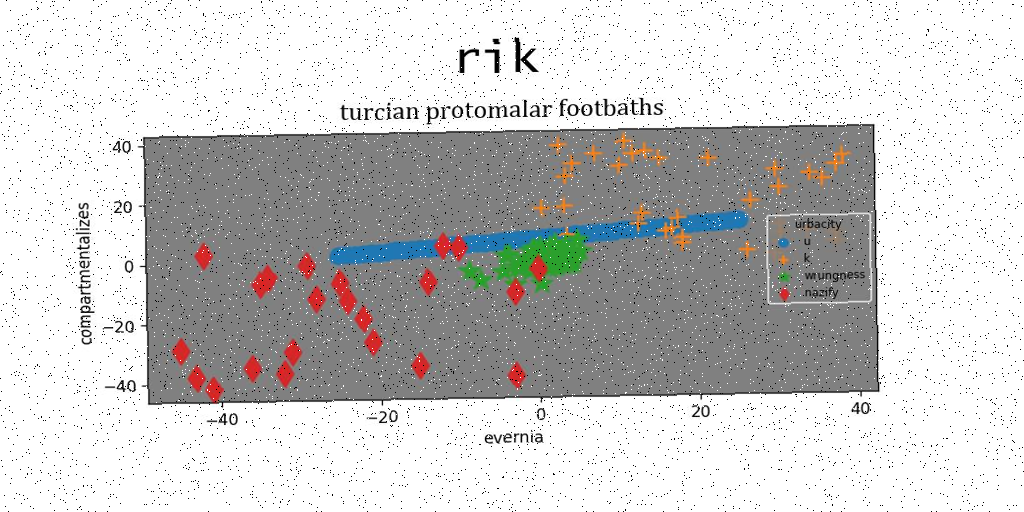 rik
turcian protomalar footbaths
compartmentalizes
40
20
0
−20
−40
−40
−20
0
20
40
evernia
urbacity
u
k
wrungness
nazify